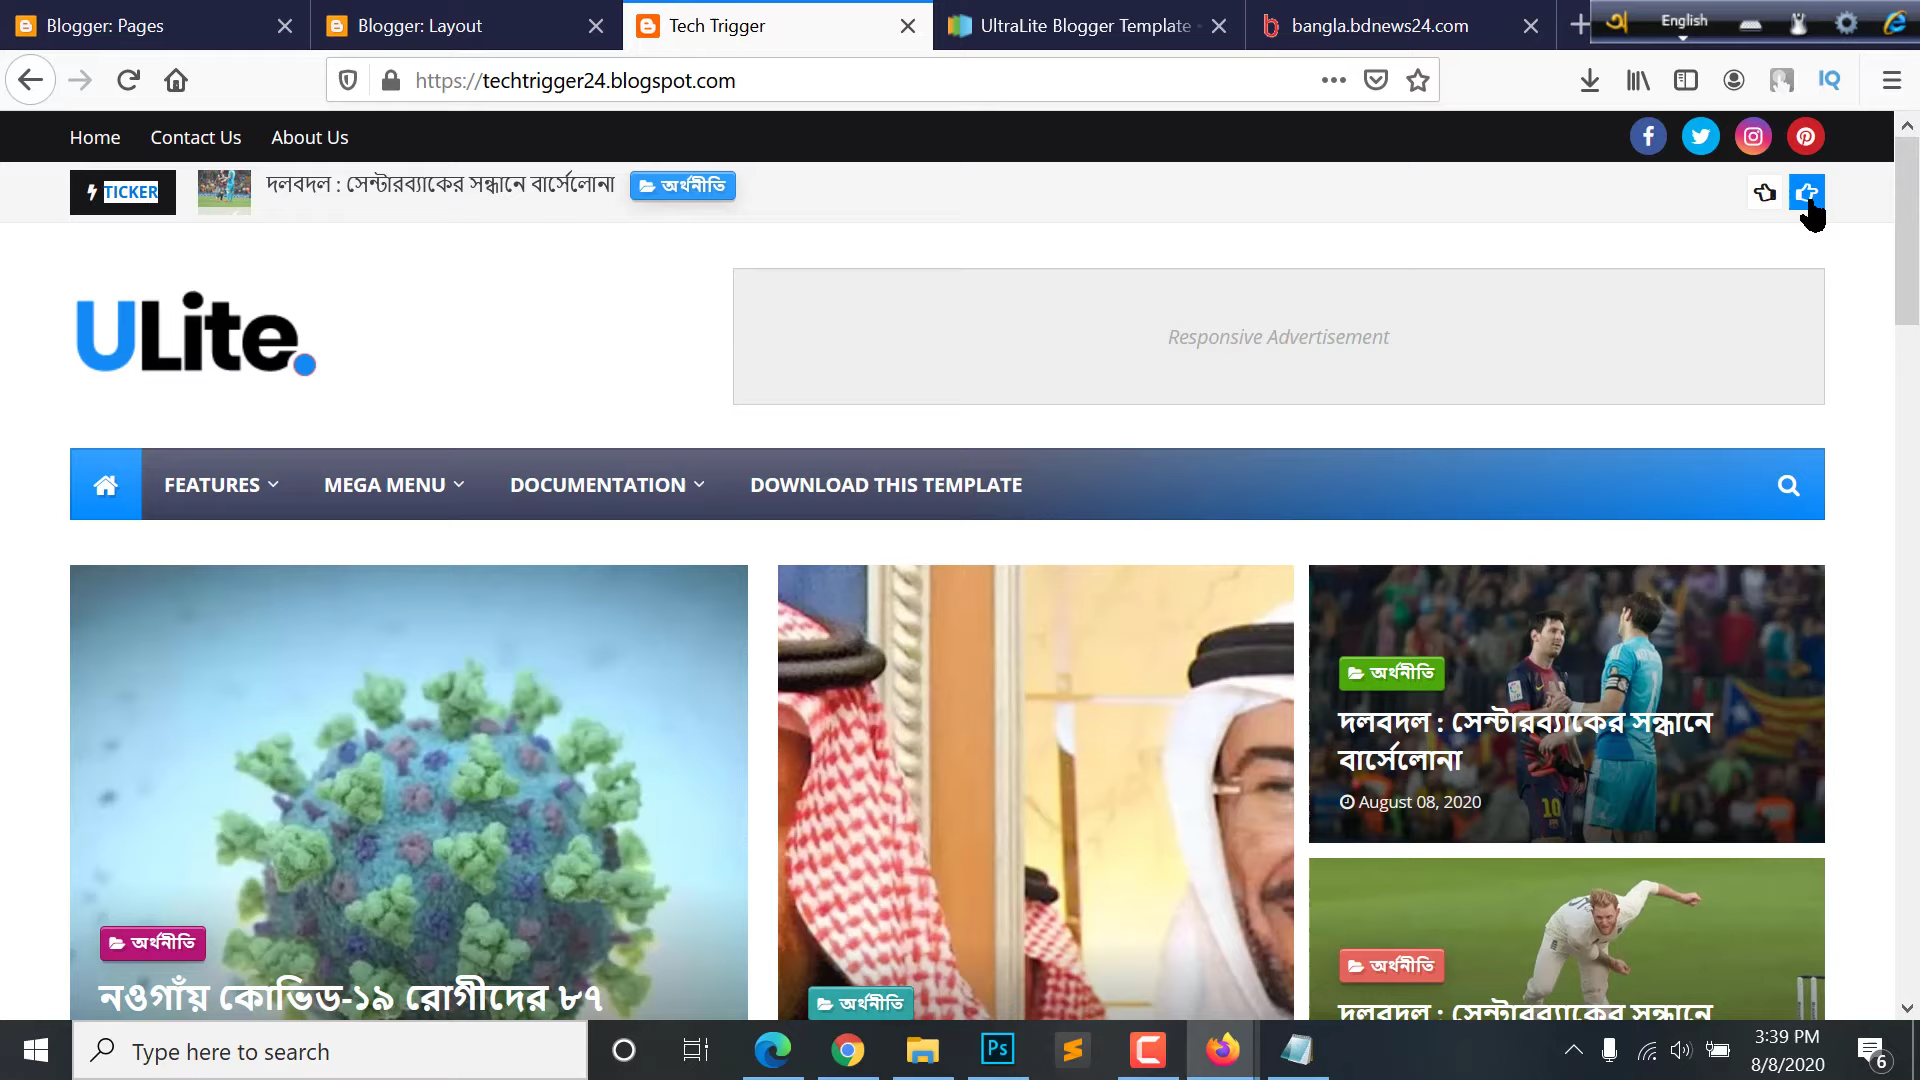 Blogger: Pages
Blogger: Layout
Tech Trigger
UltraLite Blogger Template
bangla.bdnews24.com
English
https://techtrigger24.blogspot.com
IQ
Home
Contact Us
About Us
TICKER
দলবদল : সেন্টারব্যাকের সন্ধানে বার্সেলোনা
অর্থনীতি
ULite.
Responsive Advertisement
FEATURES
MEGA MENU
DOCUMENTATION
DOWNLOAD THIS TEMPLATE
অর্থনীতি
দলবদল : সেন্টারব্যাকের সন্ধানে
বার্সেলোনা
August 08, 2020
10
অর্থনীতি
নওগাঁয় কোভিড-১৯ রোগীদের ৮৭
অর্থনীতি
অর্থনীতি
দলবদল : সেন্টারব্যাকের সন্ধানে
Type here to search
Ps
3:39 PM
8/8/2020
6